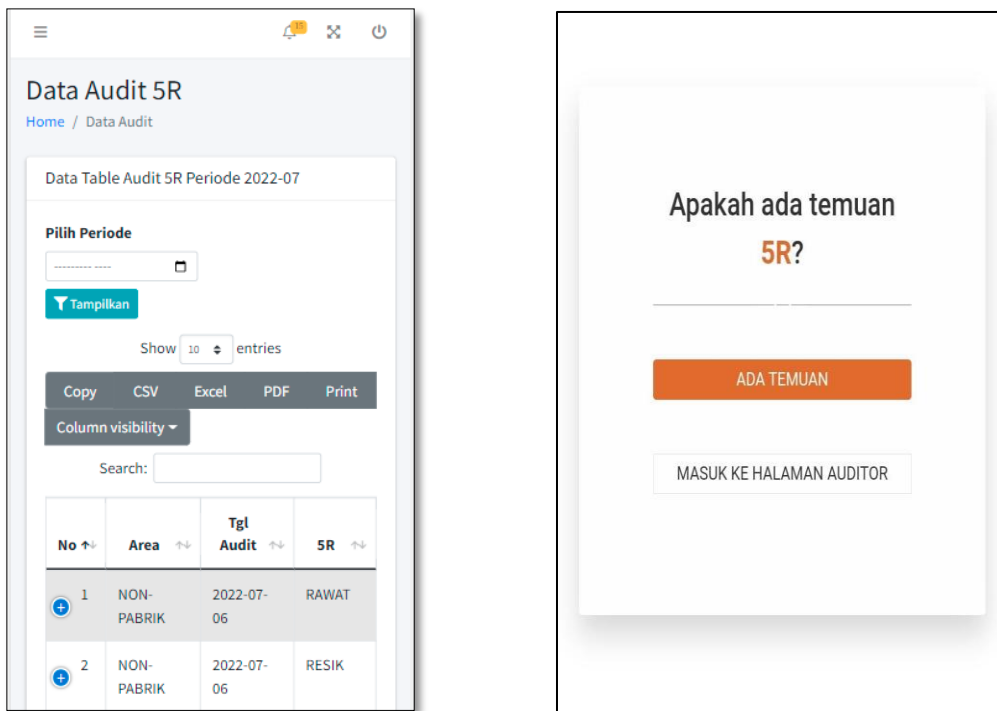 15
Data Audit 5R
Home / Data Audit
Data Table Audit 5R Periode 2022-07
Pilih Periode
--------- ----
Tampilkan
Show 10 entries
Copy CSV Excel PDF Print
Column visibility
Search:
No Area Tgl Audit 5R
1 NON-PABRIK 2022-07-06 RAWAT
2 NON-PABRIK 2022-07-06 RESIK
Apakah ada temuan
5R?
ADA TEMUAN
MASUK KE HALAMAN AUDITOR